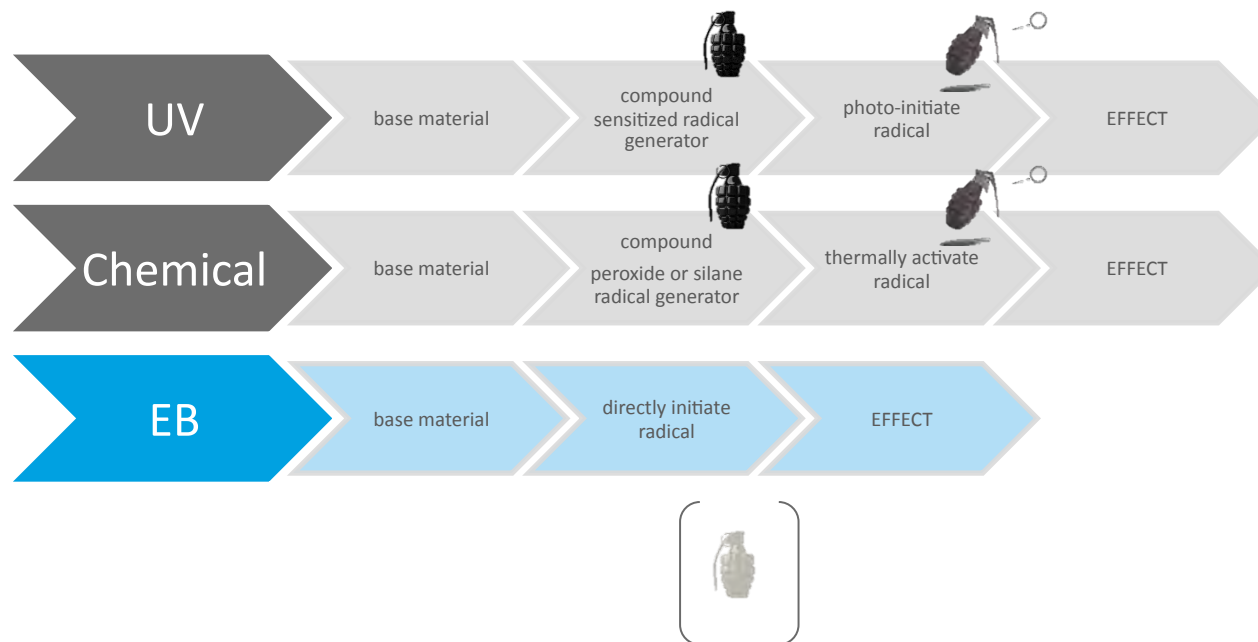 UV
base material
compound
sensitized radical
generator
photo-initiate
radical
EFFECT
Chemical
base material
compound
peroxide or silane
radical generator
thermally activate
radical
EFFECT
EB
base material
directly initiate
radical
EFFECT